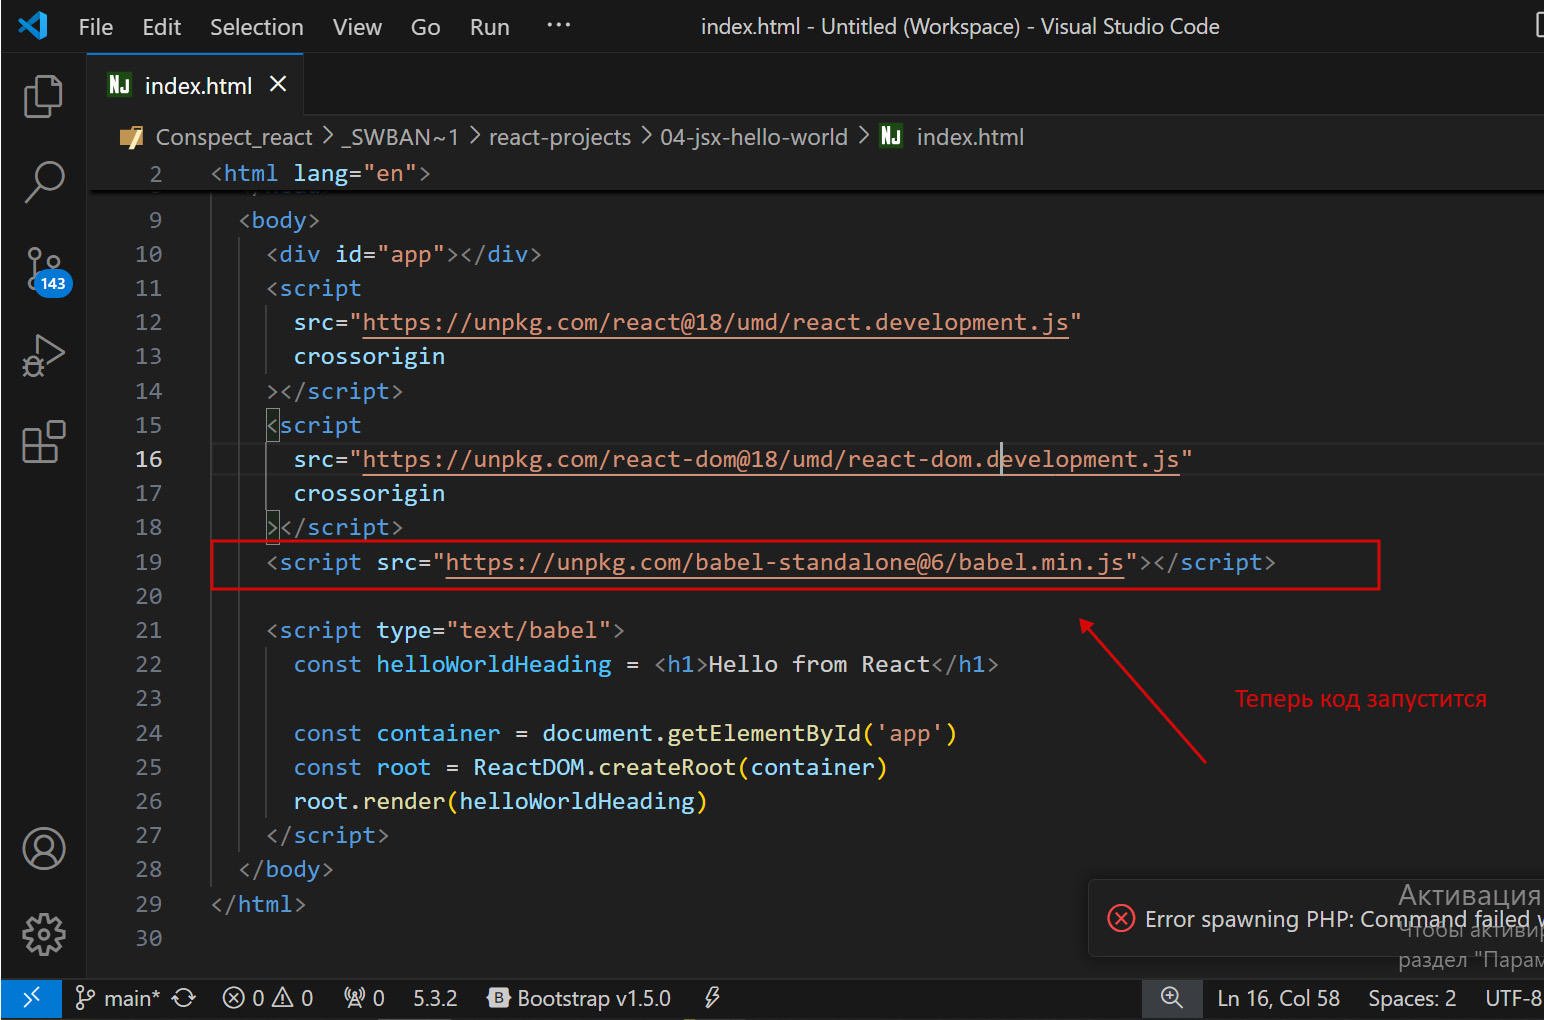 File Edit Selection View Go Run ··· index.html - Untitled (Workspace) - Visual Studio Code
NJ index.html ×
Conspect_react > _SWBAN~1 > react-projects > 04-jsx-hello-world > NJ index.html
2 <html lang="en">
9 <body>
10 <div id="app"></div>
11 <script
12 src="https://unpkg.com/react@18/umd/react.development.js"
13 crossorigin
14 ></script>
15 <script
16 src="https://unpkg.com/react-dom@18/umd/react-dom.development.js"
17 crossorigin
18 ></script>
19 <script src="https://unpkg.com/babel-standalone@6/babel.min.js"></script>
20
21 <script type="text/babel">
22 const helloWorldHeading = <h1>Hello from React</h1>
23
Теперь код запустится
24 const container = document.getElementById('app')
25 const root = ReactDOM.createRoot(container)
26 root.render(helloWorldHeading)
27 </script>
28 </body>
29 </html>
30
143
Активация
Error spawning PHP: Command failed
Чтобы активи
раздел "Парам
main* 0 0 0 5.3.2 B Bootstrap v1.5.0 Ln 16, Col 58 Spaces: 2 UTF-8